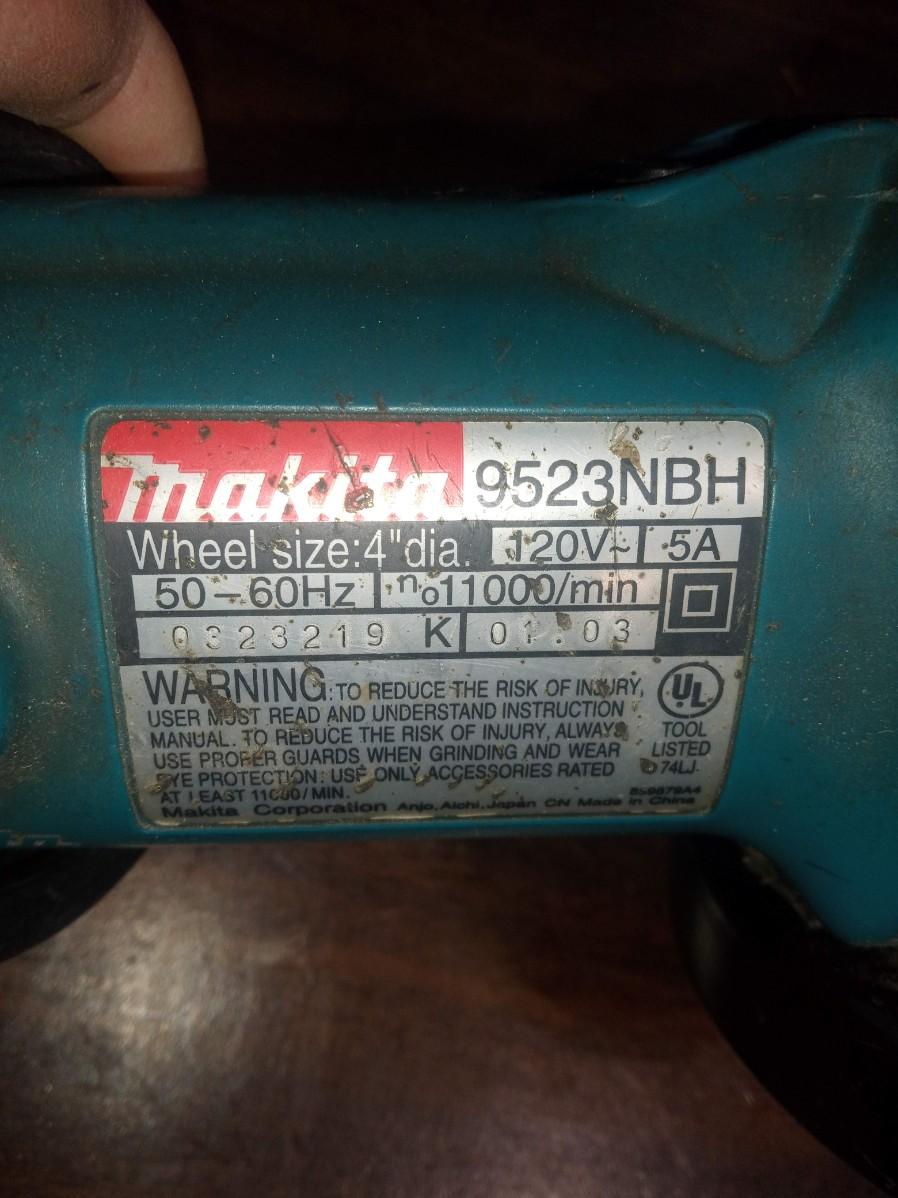 makita 9523NBH
Wheel size:4"dia. 120V~ 5A
50-60Hz no11000/min
0323219 K 01.03
WARNING: TO REDUCE THE RISK OF INJURY,
USER MUST READ AND UNDERSTAND INSTRUCTION
MANUAL. TO REDUCE THE RISK OF INJURY, ALWAYS
USE PROPER GUARDS WHEN GRINDING AND WEAR
EYE PROTECTION: USE ONLY ACCESSORIES RATED
AT LEAST 11000/MIN.
UL
TOOL
LISTED
74LJ
Makita Corporation Anjo, Aichi, Japan CN Made in China